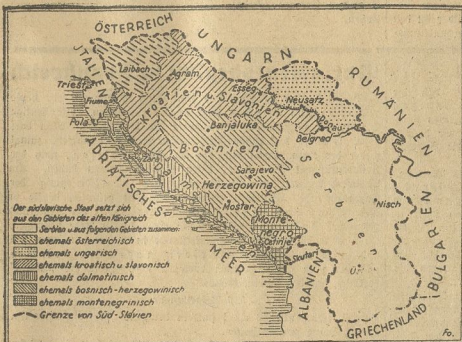 ÖSTERREICH
UNGARN
RUMÄNIEN
ITALIEN
Laibach
Agram
Triest
Fiume
Pola
Esseg
Neusatz
Donau
Belgrad
Kroatien u Slavonien
Banjaluka
Bosnien
Zara
Serbien
Sarajevo
Herzegowina
Mostar
Nisch
Monte
negro
Cetinje
Skutari
ADRIATISCHES
MEER
ALBANIEN
BULGARIEN
GRIECHENLAND
Der südslavische Staat setzt sich
aus den Gebieten des alten Königreich
Serbien u. aus folgenden Gebieten zusammen:
ehemals österreichisch
ehemals ungarisch
ehemals kroatisch u slavonisch
ehemals dalmatinisch
ehemals bosnisch-herzegowinisch
ehemals montenegrinisch
Grenze von Süd-Slavien
Fo.